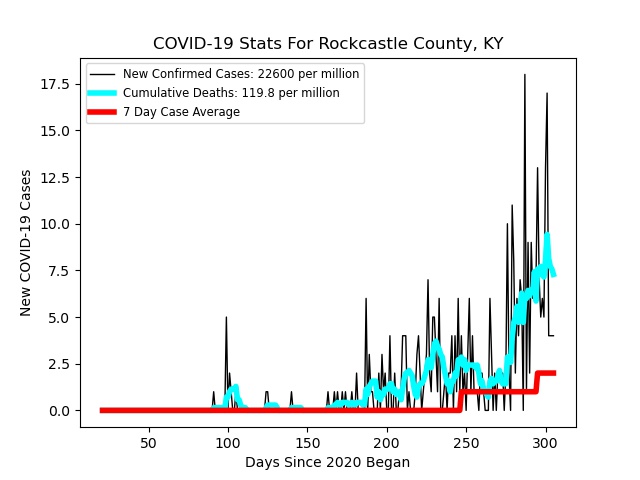 COVID-19 Stats For Rockcastle County, KY
New Confirmed Cases: 22600 per million
Cumulative Deaths: 119.8 per million
7 Day Case Average
17.5
15.0
12.5
10.0
7.5
5.0
2.5
0.0
New COVID-19 Cases
50 100 150 200 250 300
Days Since 2020 Began